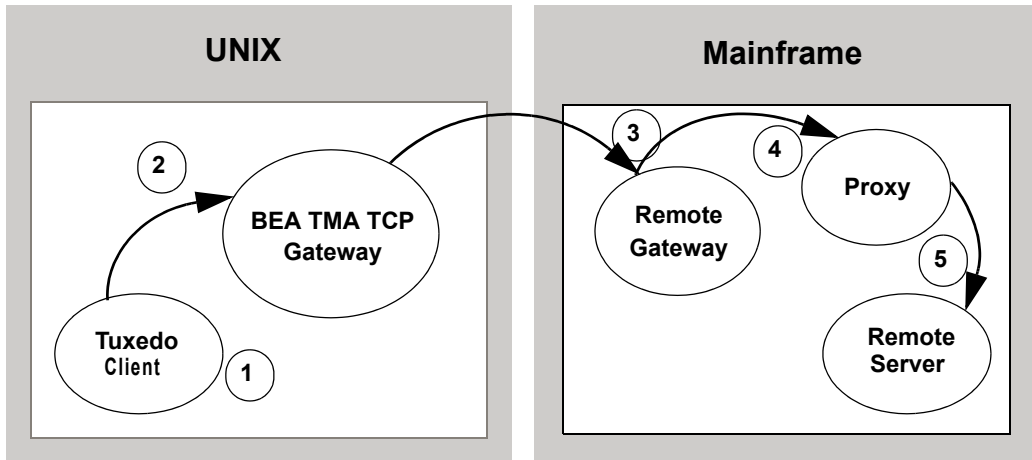 UNIX
2
BEA TMA TCP
Gateway
Tuxedo
Client
1
Mainframe
3
4
Proxy
Remote
Gateway
5
Remote
Server